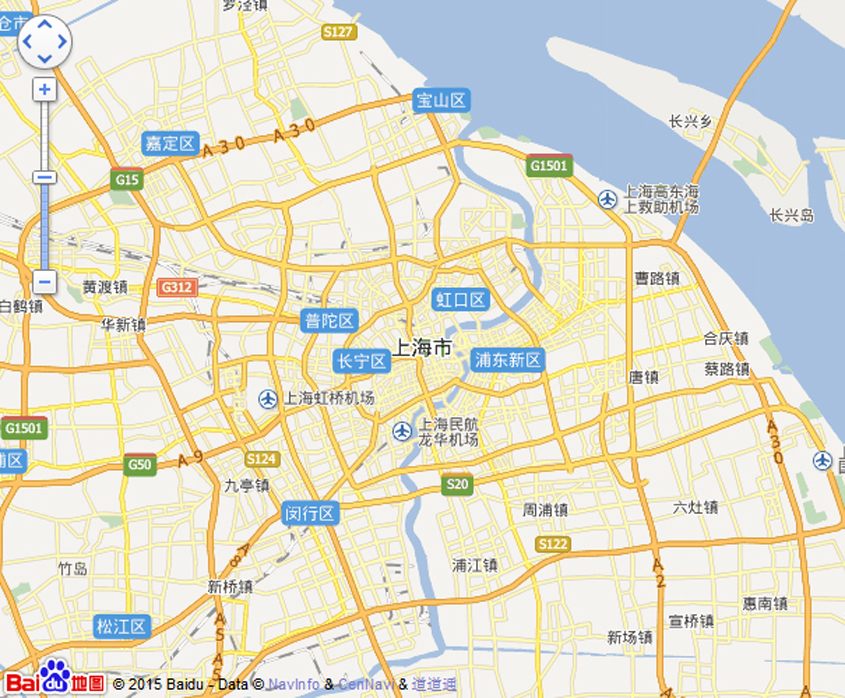 罗泾镇
仓市
S127
宝山区
长兴乡
嘉定区
A30
A30
G1501
G15
上海高东海
上救助机场
长兴岛
曹路镇
黄渡镇
G312
白鹤镇
虹口区
华新镇
普陀区
合庆镇
上海市
长宁区
浦东新区
蔡路镇
唐镇
上海虹桥机场
G1501
上海民航
龙华机场
A30
浦区
G50
A9
S124
九亭镇
S20
闵行区
周浦镇
六灶镇
S122
A8
竹岛
浦江镇
A2
新桥镇
惠南镇
宣桥镇
松江区
A5
新场镇
A5
Bai du 地图
© 2015 Baidu - Data © NavInfo & CenNavi & 道道通